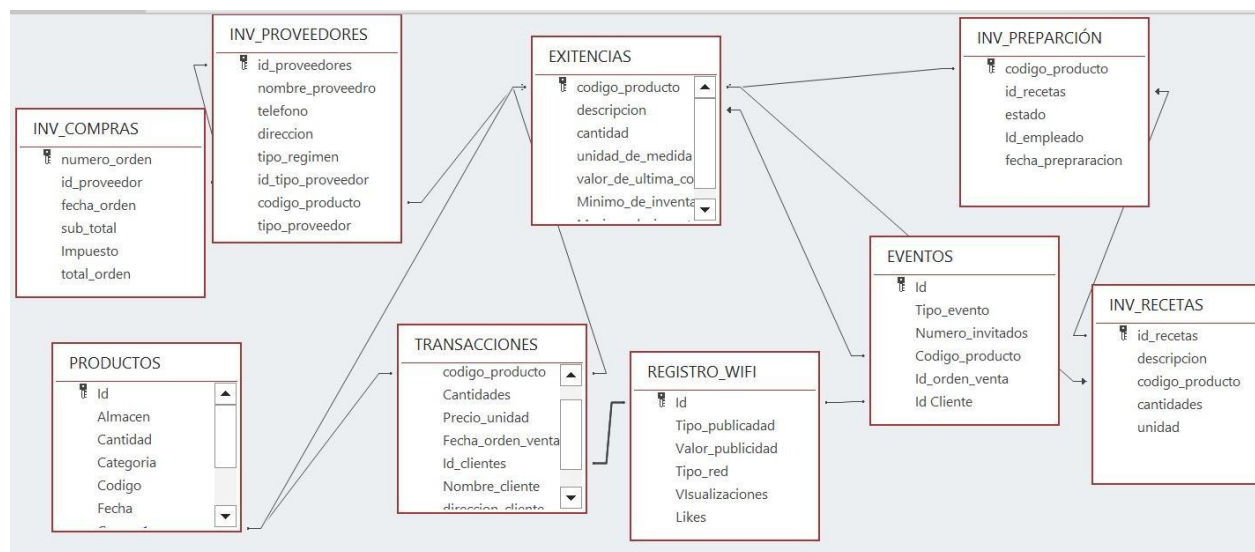 INV_PROVEEDORES
id_proveedores
nombre_proveedro
telefono
direccion
tipo_regimen
id_tipo_proveedor
codigo_producto
tipo_proveedor
EXITENCIAS
codigo_producto
descripcion
cantidad
unidad_de_medida
valor_de_ultima_co
Minimo_de_inventa
INV_PREPARCIÓN
codigo_producto
id_recetas
estado
Id_empleado
fecha_prepraracion
INV_COMPRAS
numero_orden
id_proveedor
fecha_orden
sub_total
Impuesto
total_orden
EVENTOS
Id
Tipo_evento
Numero_invitados
Codigo_producto
Id_orden_venta
Id Cliente
INV_RECETAS
id_recetas
descripcion
codigo_producto
cantidades
unidad
PRODUCTOS
Id
Almacen
Cantidad
Categoria
Codigo
Fecha
TRANSACCIONES
codigo_producto
Cantidades
Precio_unidad
Fecha_orden_venta
Id_clientes
Nombre_cliente
direccion_cliente
REGISTRO_WIFI
Id
Tipo_publicadad
Valor_publicidad
Tipo_red
VIsualizaciones
Likes